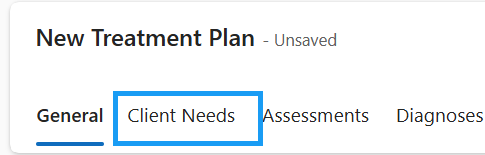 New Treatment Plan - Unsaved
General Client Needs Assessments Diagnoses